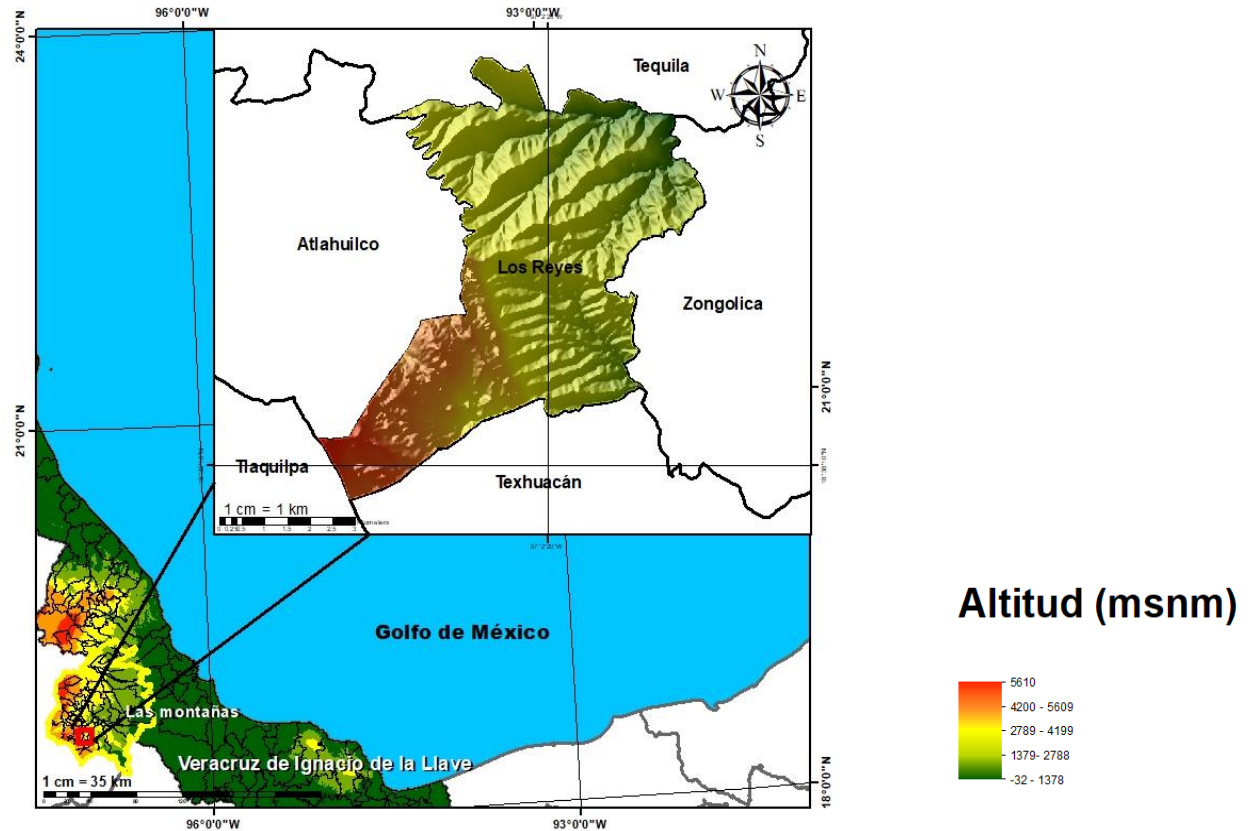 96°0'0"W
93°0'0"W
24°0'0"N
Tequila
N
W
E
S
Atlahuilco
Los Reyes
Zongolica
21°0'0"N
21°0'0"N
Tlaquilpa
Texhuacán
1 cm = 1 km
Golfo de México
Altitud (msnm)
5610
4200 - 5609
2789 - 4199
1379- 2788
-32 - 1378
Las montañas
Veracruz de Ignacio de la Llave
1 cm = 35 km
18°0'0"N
96°0'0"W
93°0'0"W